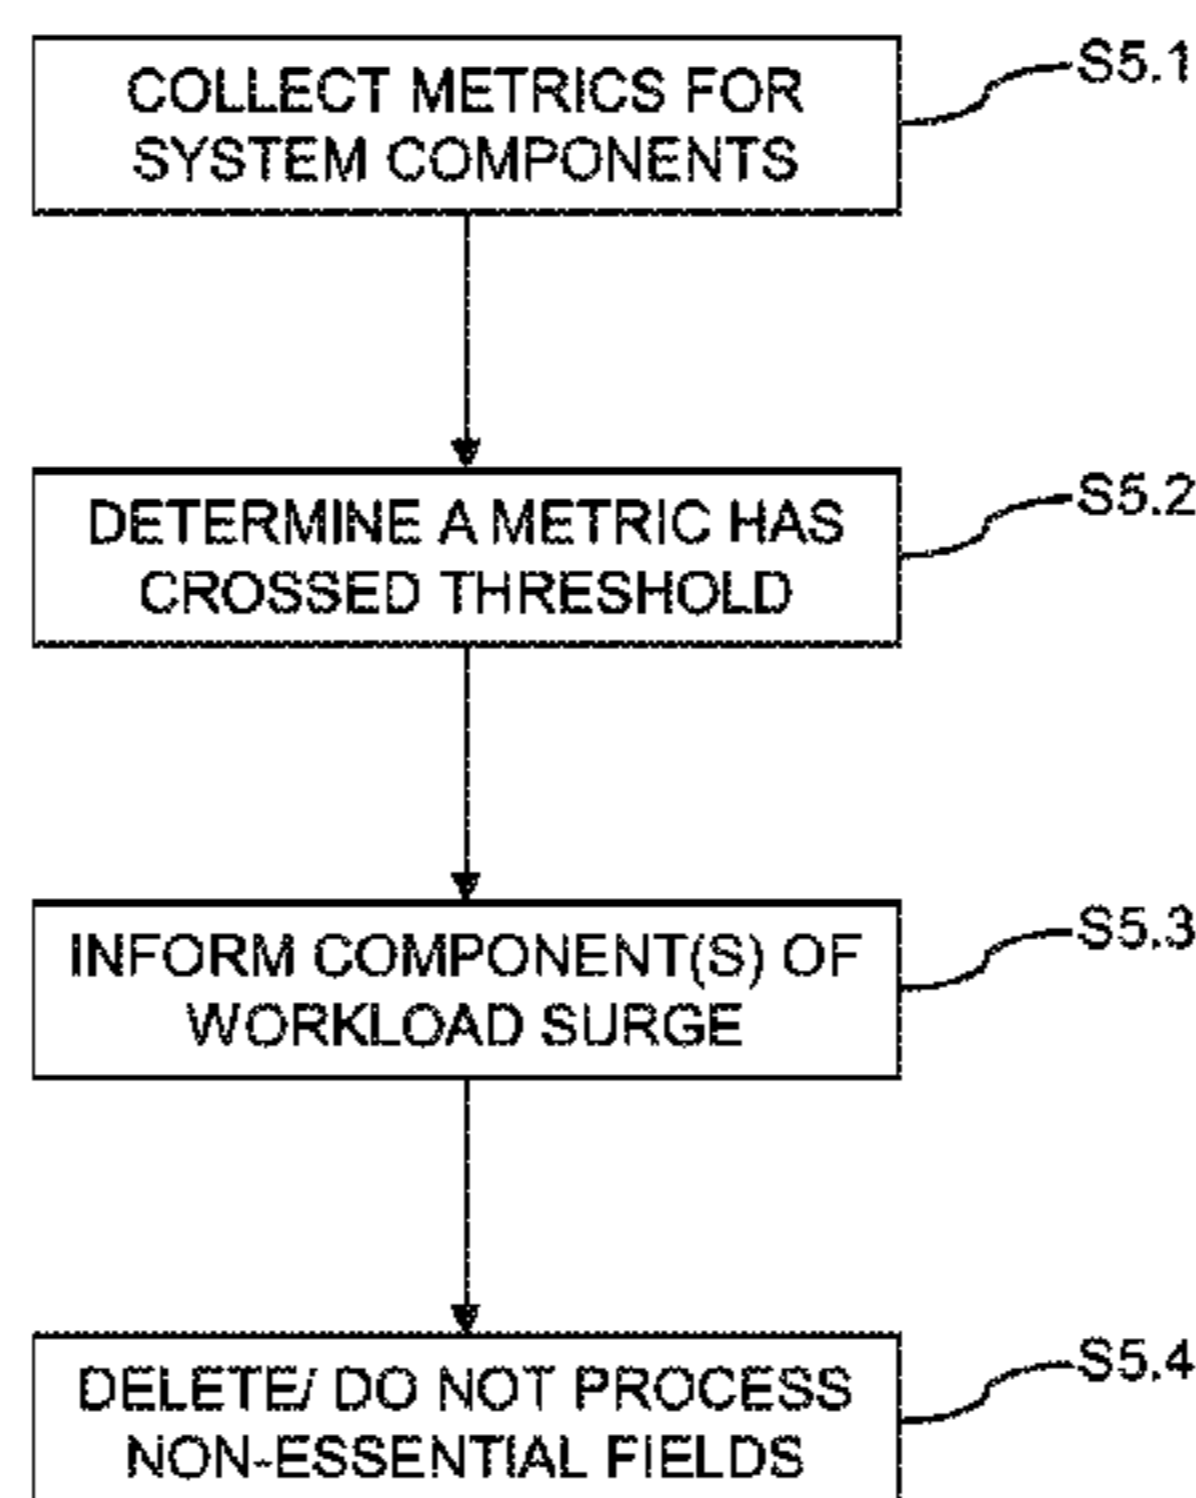 COLLECT METRICS FOR
SYSTEM COMPONENTS
S5.1
DETERMINE A METRIC HAS
CROSSED THRESHOLD
S5.2
INFORM COMPONENT(S) OF
WORKLOAD SURGE
S5.3
DELETE/ DO NOT PROCESS
NON-ESSENTIAL FIELDS
S5.4